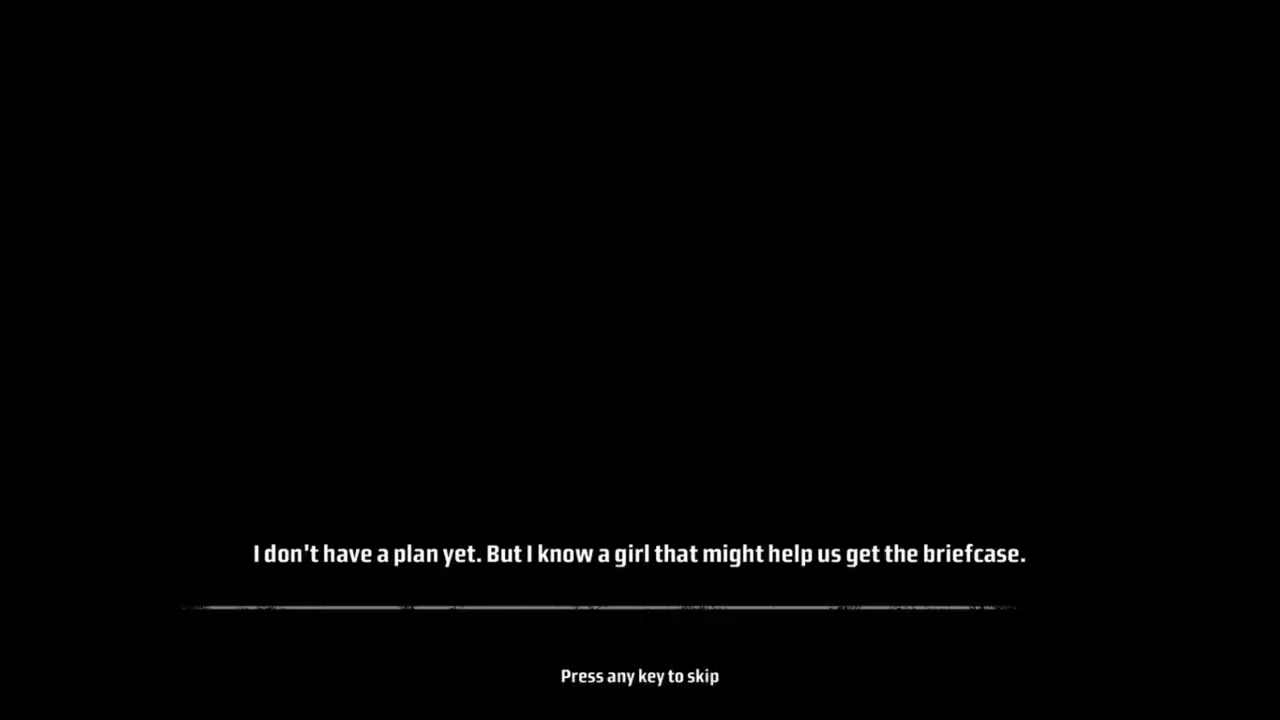 I don't have a plan yet. But I know a girl that might help us get the briefcase.
Press any key to skip